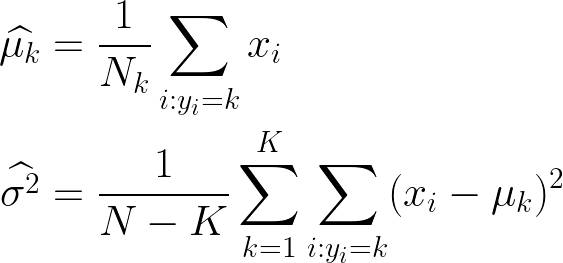 \widehat{\mu_k} = \frac{1}{N_k} \sum_{i:y_i=k} x_i
\widehat{\sigma^2} = \frac{1}{N-K} \sum_{k=1}^{K} \sum_{i:y_i=k} (x_i - \mu_k)^2